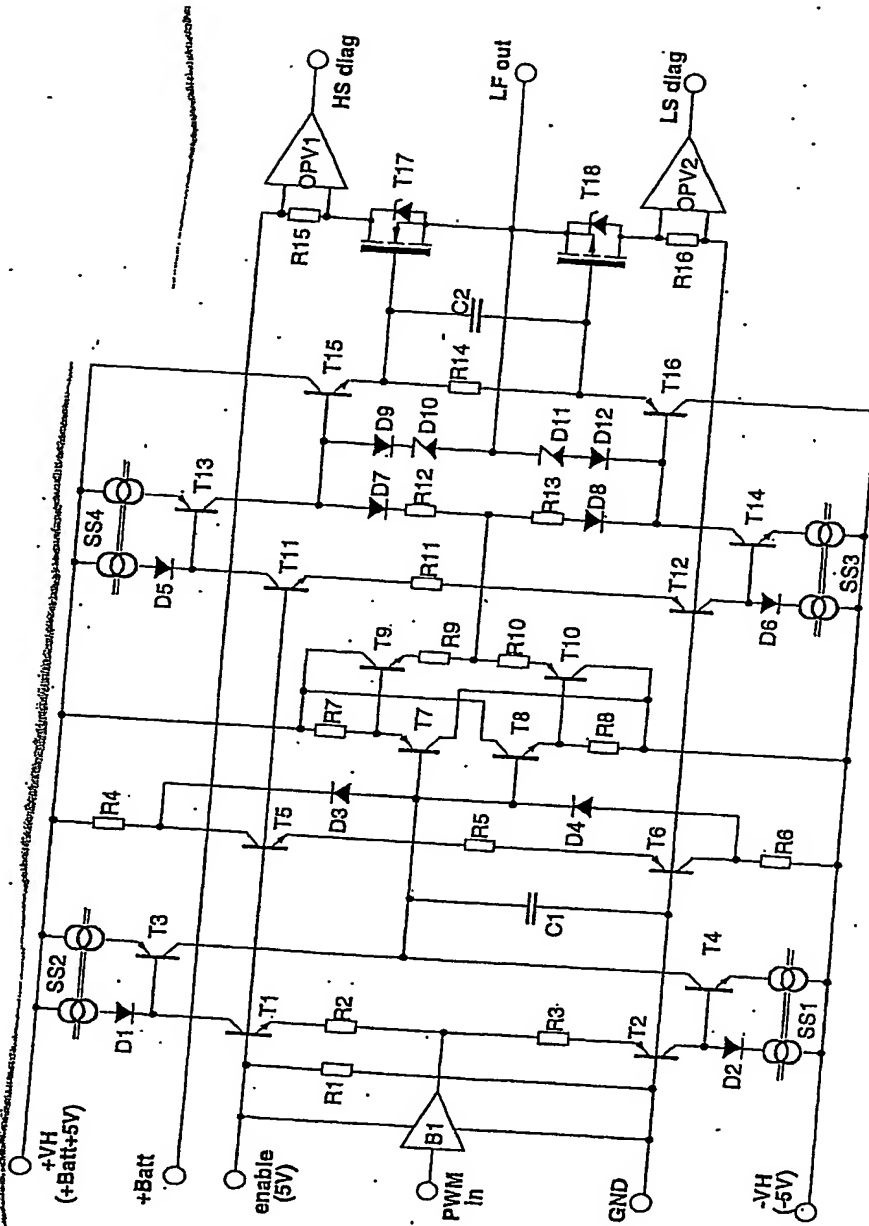 +VH
(+Batt+5V)
+Batt
enable
(5V)
PWM
in
GND
-VH
(-5V)
B1
SS2
D1
T3
T1
R1
R2
R3
T2
T4
D2
SS1
C1
R4
T5
D3
R5
D4
T6
R6
R7
T7
T8
R8
T9
R9
R10
T10
SS4
D5
T13
T11
R11
T12
T14
D6
SS3
D7
R12
R13
D8
D9
D10
D11
D12
T15
R14
T16
C2
R15
OPV1
HS diag
T17
LF out
T18
R16
OPV2
LS diag